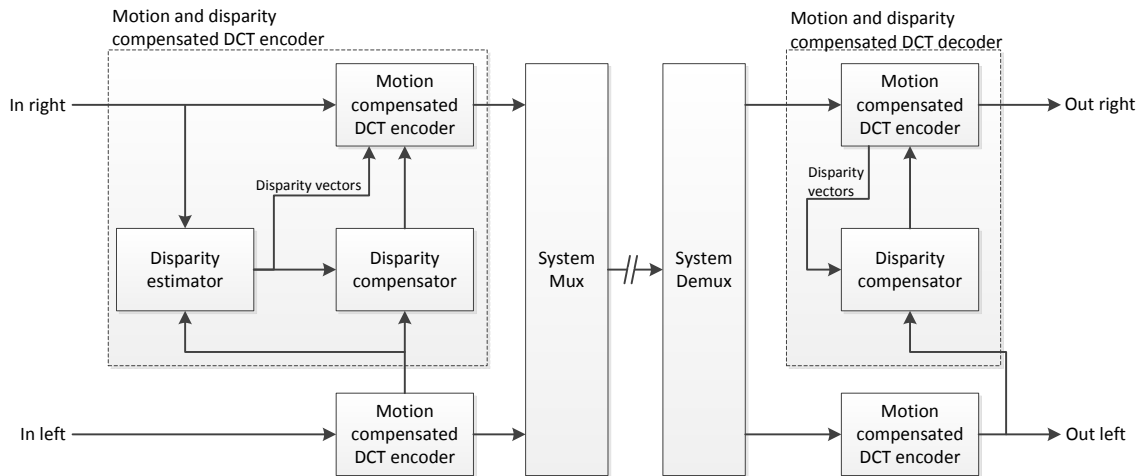 Motion and disparity
compensated DCT encoder
Motion and disparity
compensated DCT decoder
In right
Motion
compensated
DCT encoder
Motion
compensated
DCT encoder
Out right
Disparity vectors
Disparity
vectors
Disparity
estimator
Disparity
compensator
System
Mux
System
Demux
Disparity
compensator
In left
Motion
compensated
DCT encoder
Motion
compensated
DCT encoder
Out left